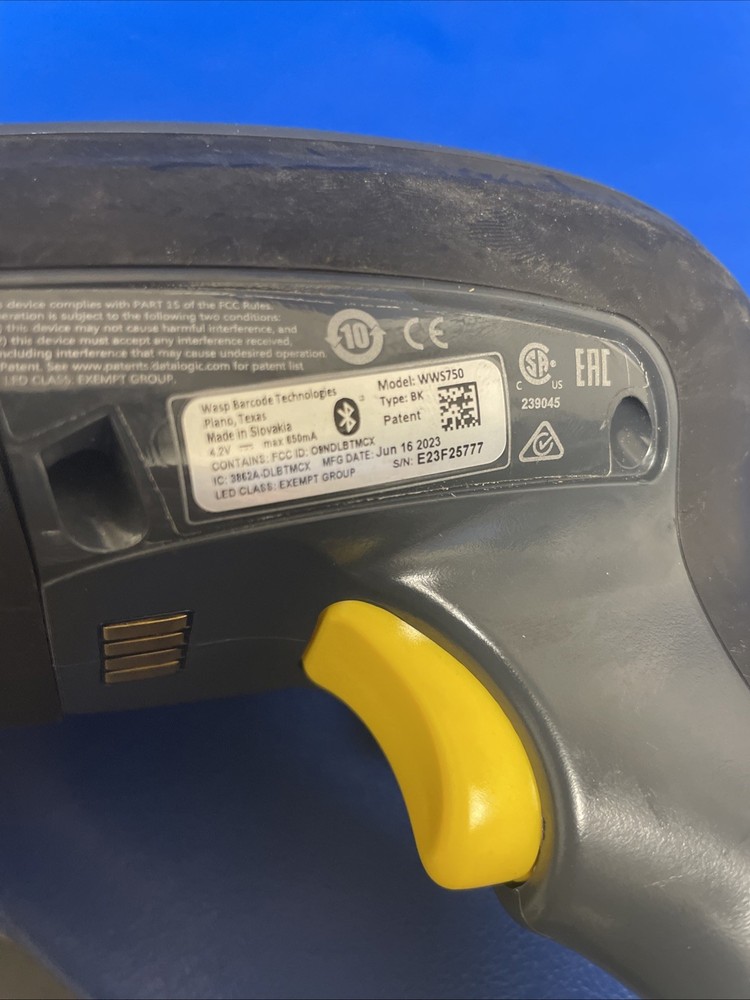 device complies with PART 15 of the FCC Rules.
ration is subject to the following two conditions:
this device may not cause harmful interference, and
) this device must accept any interference received,
ncluding interference that may cause undesired operation.
Patent. See www.patents.datalogic.com for patent list
LED CLASS. EXEMPT GROUP.
10
CE
Wasp Barcode Technologies
Plano, Texas
Made in Slovakia
4.2V max 650mA
CONTAINS: FCC ID: O9NDLBTMCX
IC: 3862A-DLBTMCX MFG DATE: Jun 16 2023
LED CLASS: EXEMPT GROUP
Model: WWS750
Type: BK
Patent
S/N: E23F25777
C SA US
239045
EAC